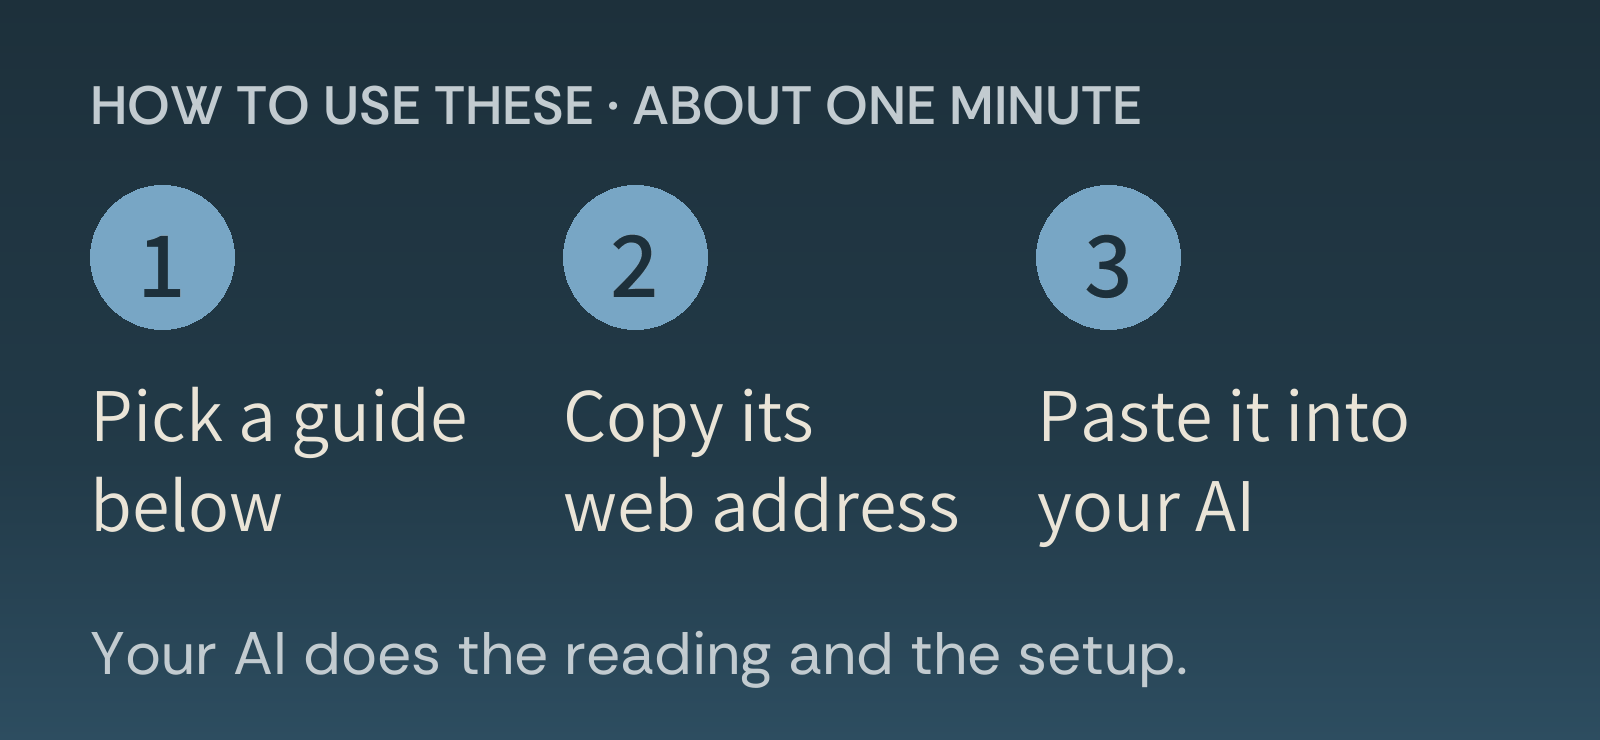 HOW TO USE THESE · ABOUT ONE MINUTE
1
Pick a guide
below
2
Copy its
web address
3
Paste it into
your AI
Your AI does the reading and the setup.